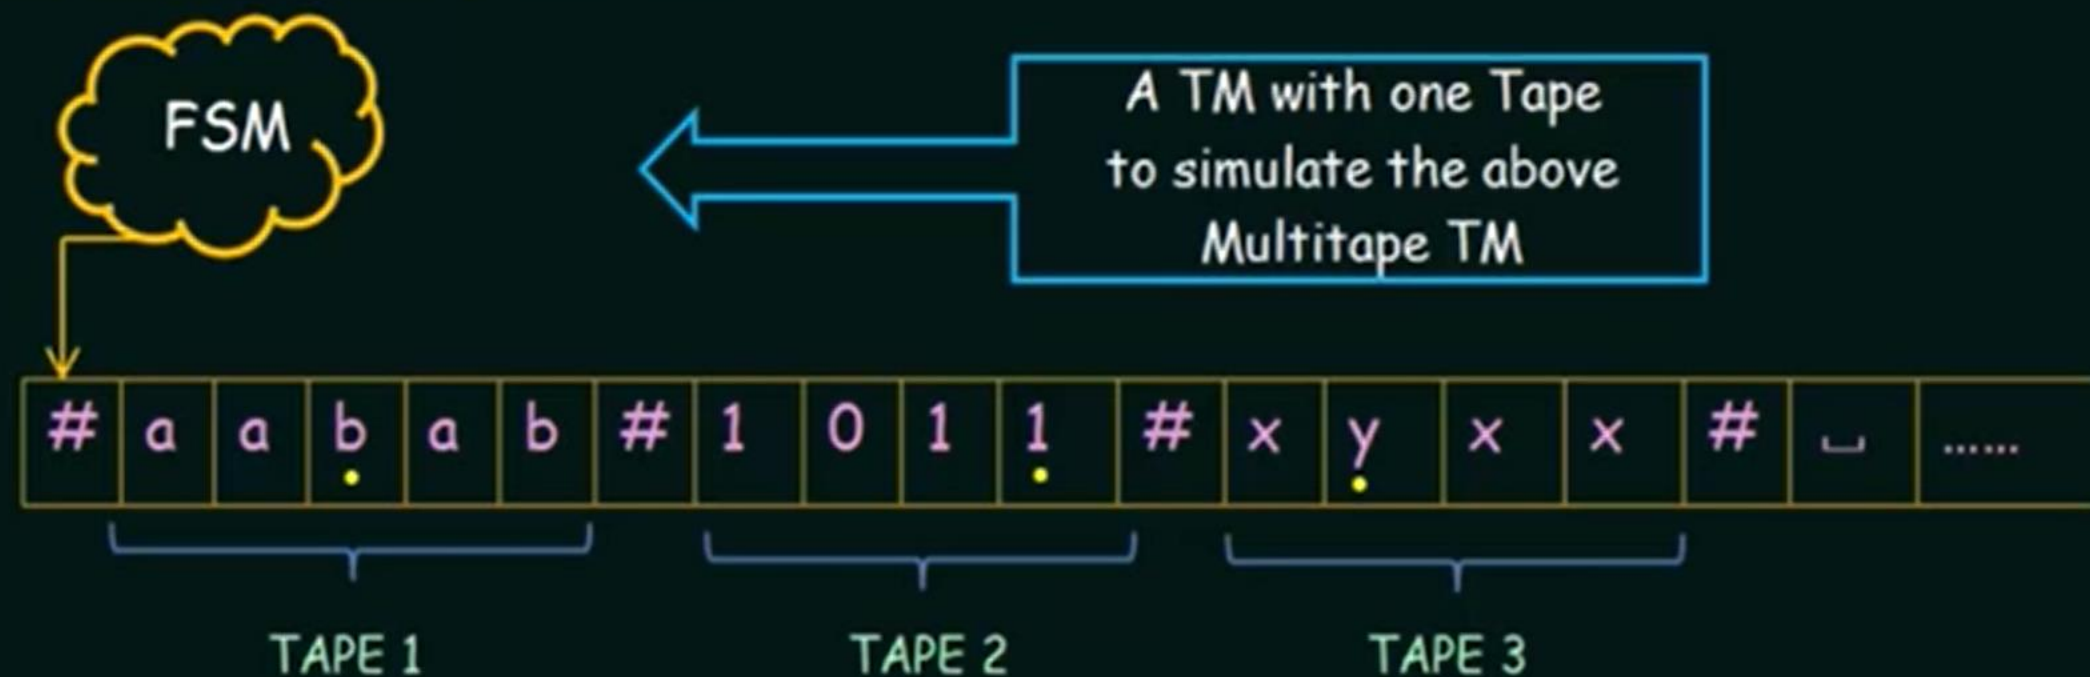 FSM
A TM with one Tape
to simulate the above
Multitape TM
# a a b a b # 1 0 1 1 # x y x x # ⎵ ......
TAPE 1 TAPE 2 TAPE 3